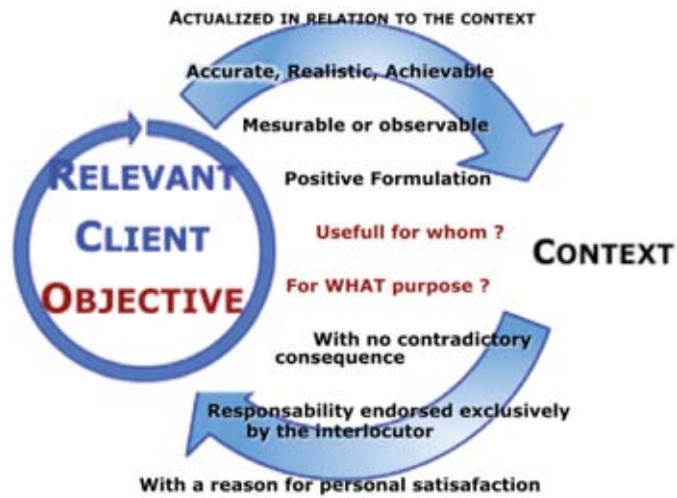 ACTUALIZED IN RELATION TO THE CONTEXT
Accurate, Realistic, Achievable
Mesurable or observable
Positive Formulation
Usefull for whom ?
For WHAT purpose ?
With no contradictory
consequence
Responsability endorsed exclusively
by the interlocutor
With a reason for personal satisafaction
RELEVANT
CLIENT
OBJECTIVE
CONTEXT